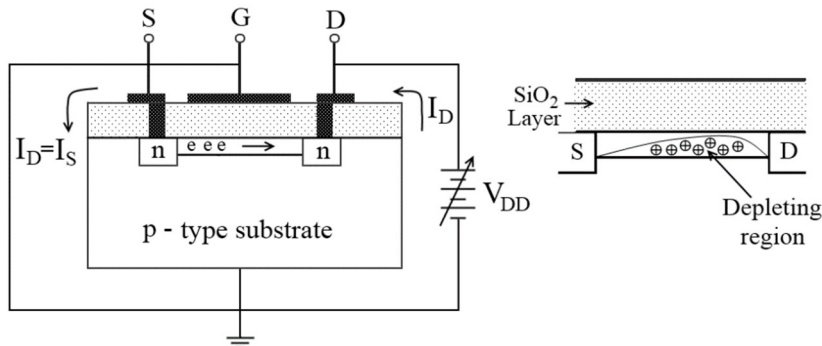 S G D
I_D
I_D=I_S
e e e
n n
p - type substrate
V_DD
SiO₂
Layer
S D
Depleting
region